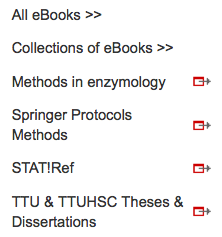 All eBooks >>
Collections of eBooks >>
Methods in enzymology
Springer Protocols
Methods
STAT!Ref
TTU & TTUHSC Theses &
Dissertations